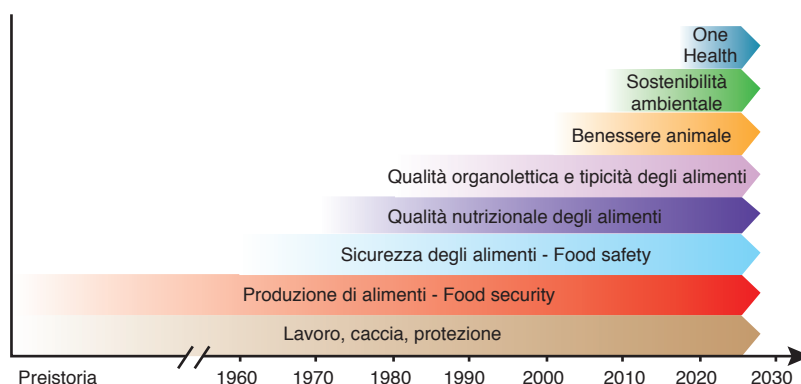 One
Health
Sostenibilità
ambientale
Benessere animale
Qualità organolettica e tipicità degli alimenti
Qualità nutrizionale degli alimenti
Sicurezza degli alimenti - Food safety
Produzione di alimenti - Food security
Lavoro, caccia, protezione
Preistoria 1960 1970 1980 1990 2000 2010 2020 2030